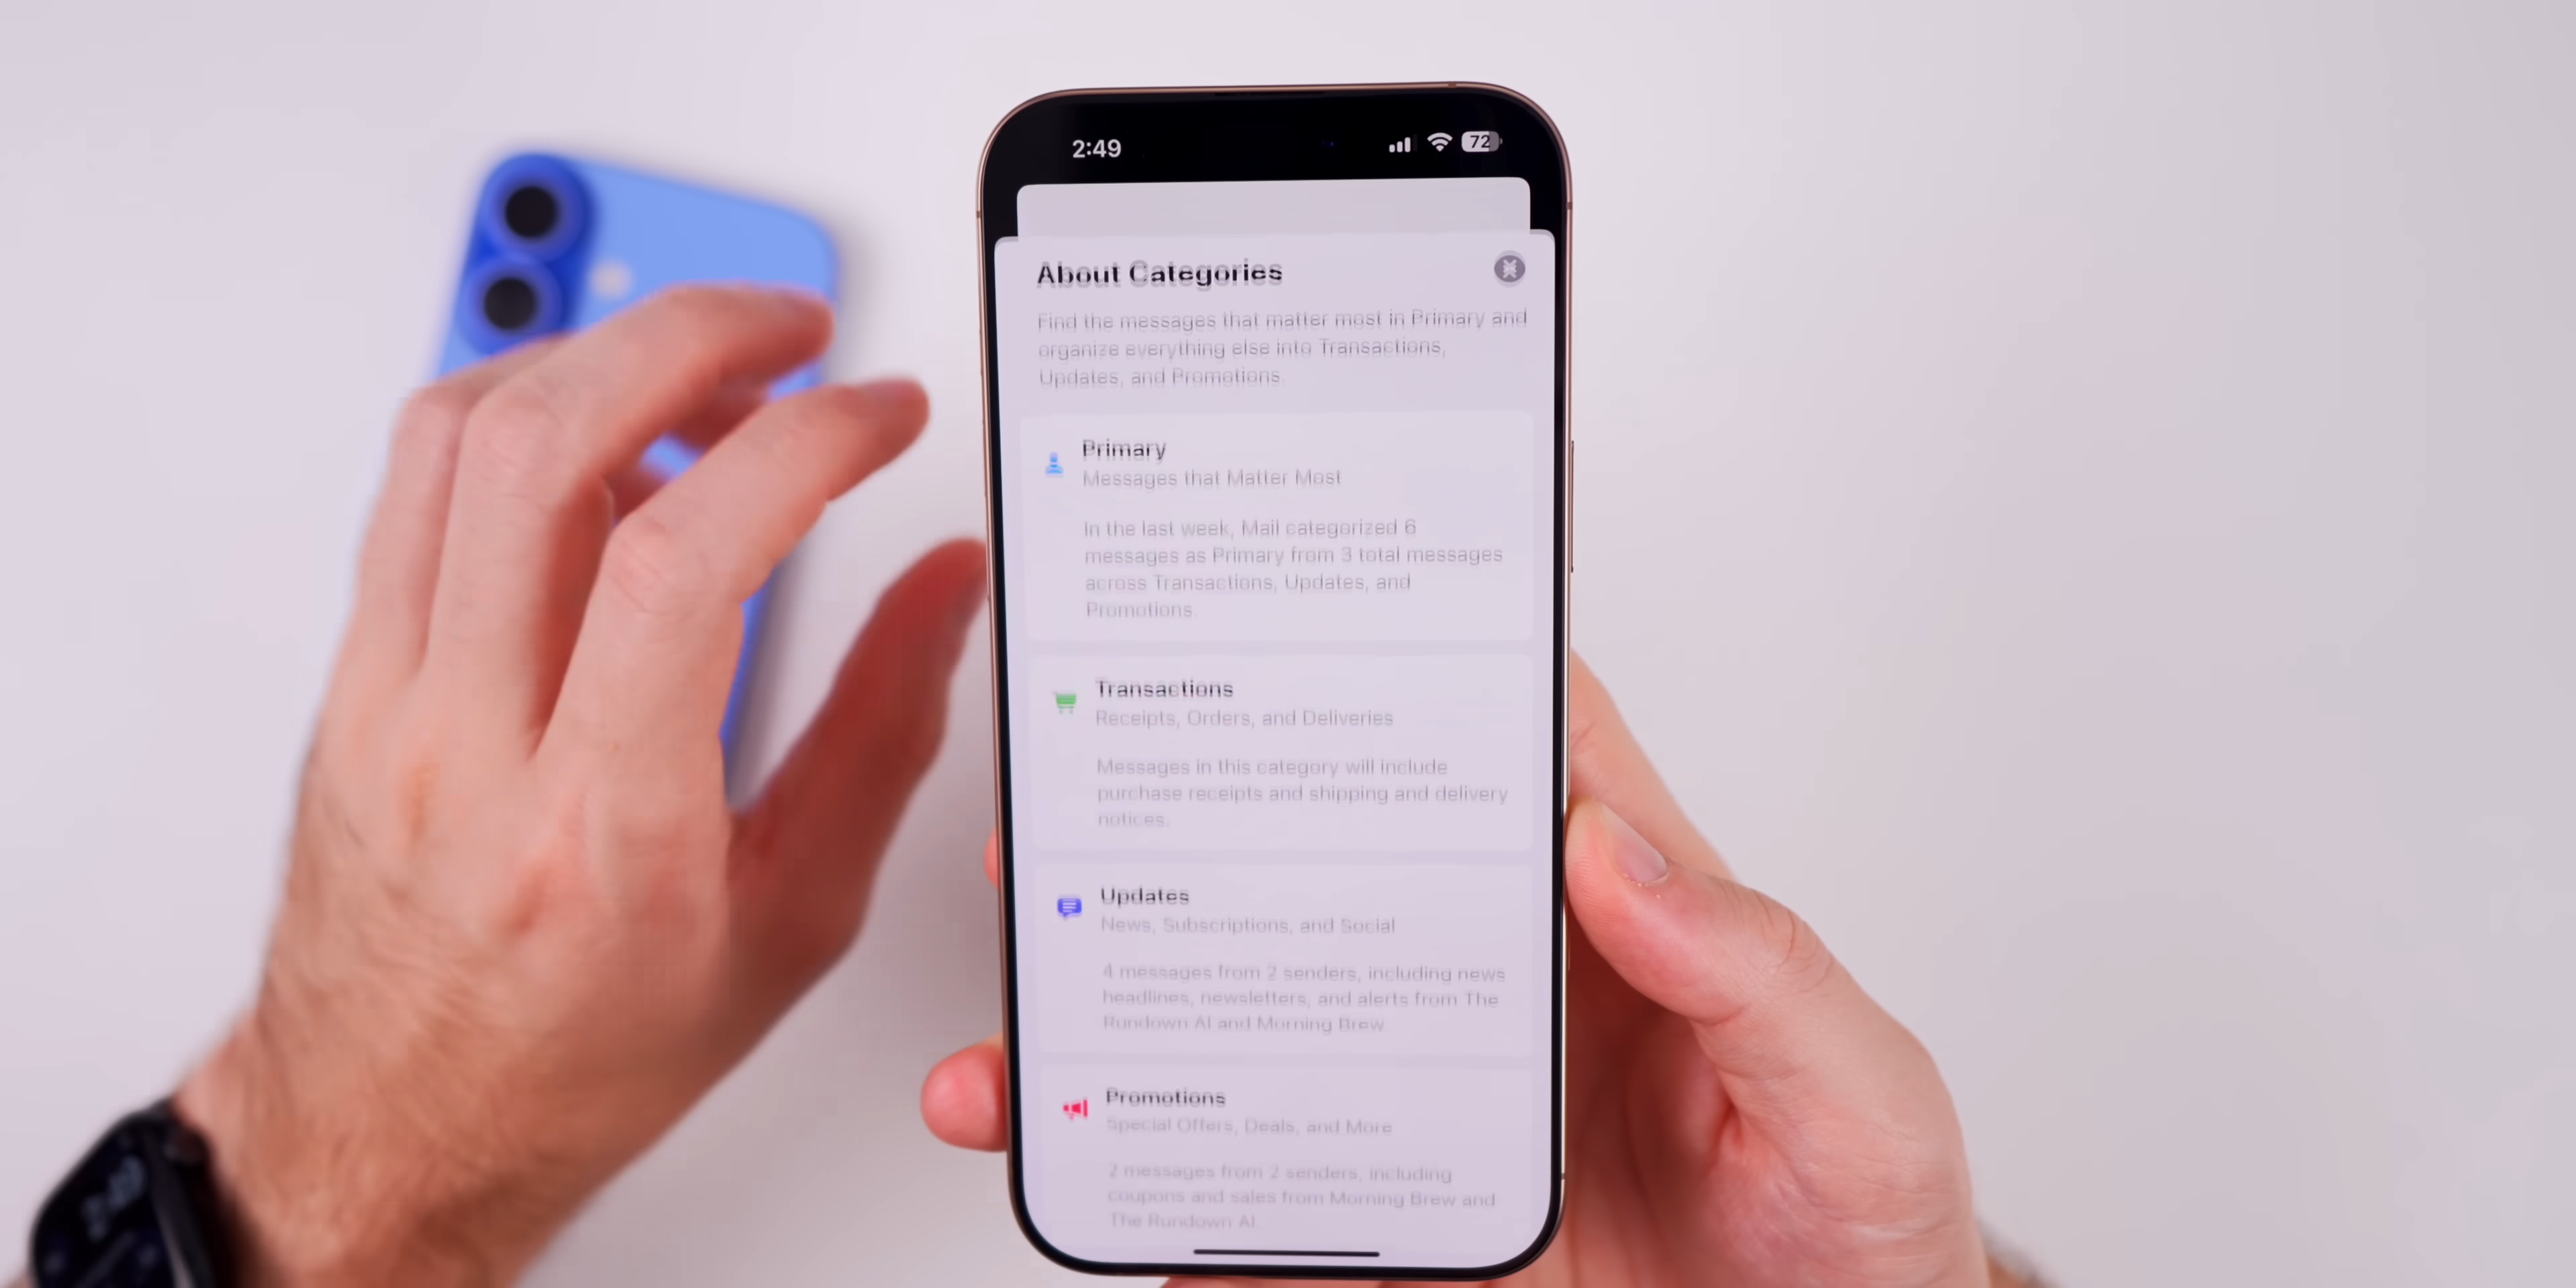 2:49
72
About Categories
Find the messages that matter most in Primary and
organize everything else into Transactions,
Updates, and Promotions.
Primary
Messages that Matter Most
In the last week, Mail categorized 6
messages as Primary from 3 total messages
across Transactions, Updates, and
Promotions.
Transactions
Receipts, Orders, and Deliveries
Messages in this category will include
purchase receipts and shipping and delivery
notices.
Updates
News, Subscriptions, and Social
4 messages from 2 senders, including news
headlines, newsletters, and alerts from The
Rundown AI and Morning Brew.
Promotions
Special Offers, Deals, and More
2 messages from 2 senders, including
coupons and sales from Morning Brew and
The Rundown AI.